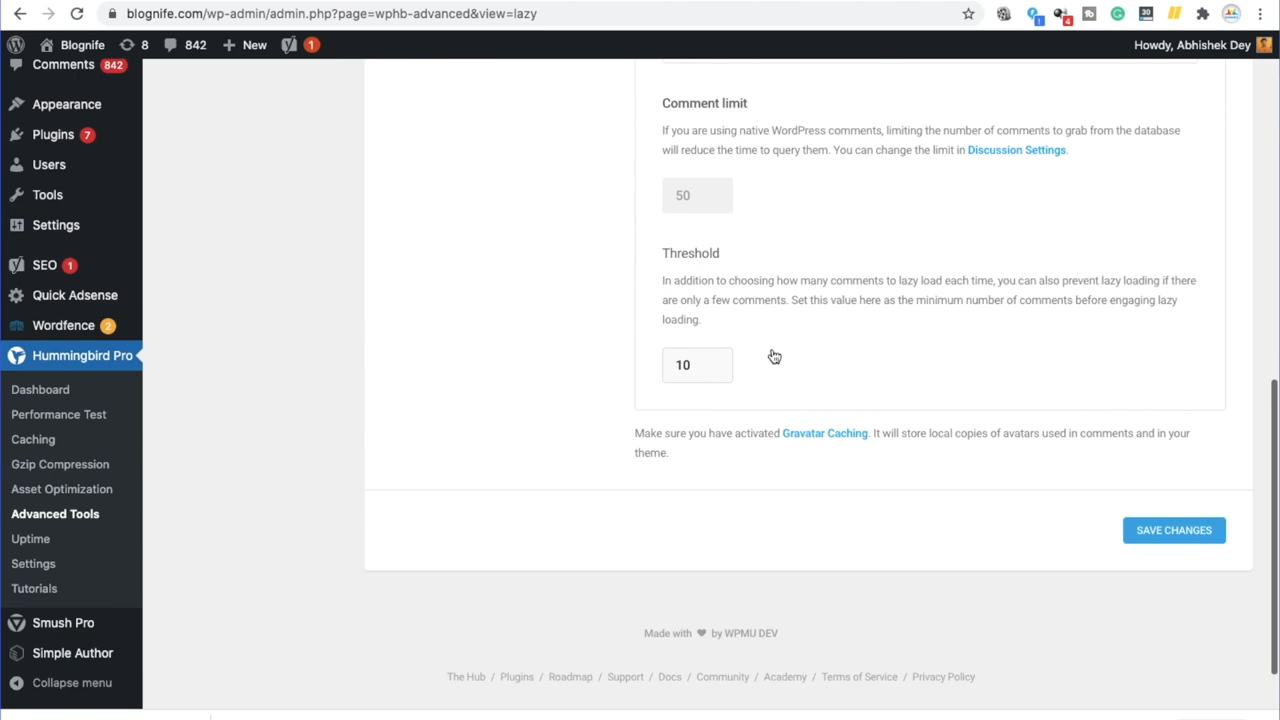 blognife.com/wp-admin/admin.php?page=wphb-advanced&view=lazy
Blognife 8 842 New 1 Howdy, Abhishek Dey
Comments 842
Appearance
Plugins 7
Users
Tools
Settings
SEO 1
Quick Adsense
Wordfence 2
Hummingbird Pro
Dashboard
Performance Test
Caching
Gzip Compression
Asset Optimization
Advanced Tools
Uptime
Settings
Tutorials
Smush Pro
Simple Author
Collapse menu
Comment limit
If you are using native WordPress comments, limiting the number of comments to grab from the database
will reduce the time to query them. You can change the limit in Discussion Settings.
50
Threshold
In addition to choosing how many comments to lazy load each time, you can also prevent lazy loading if there
are only a few comments. Set this value here as the minimum number of comments before engaging lazy
loading.
10
Make sure you have activated Gravatar Caching. It will store local copies of avatars used in comments and in your
theme.
SAVE CHANGES
Made with ♥ by WPMU DEV
The Hub / Plugins / Roadmap / Support / Docs / Community / Academy / Terms of Service / Privacy Policy